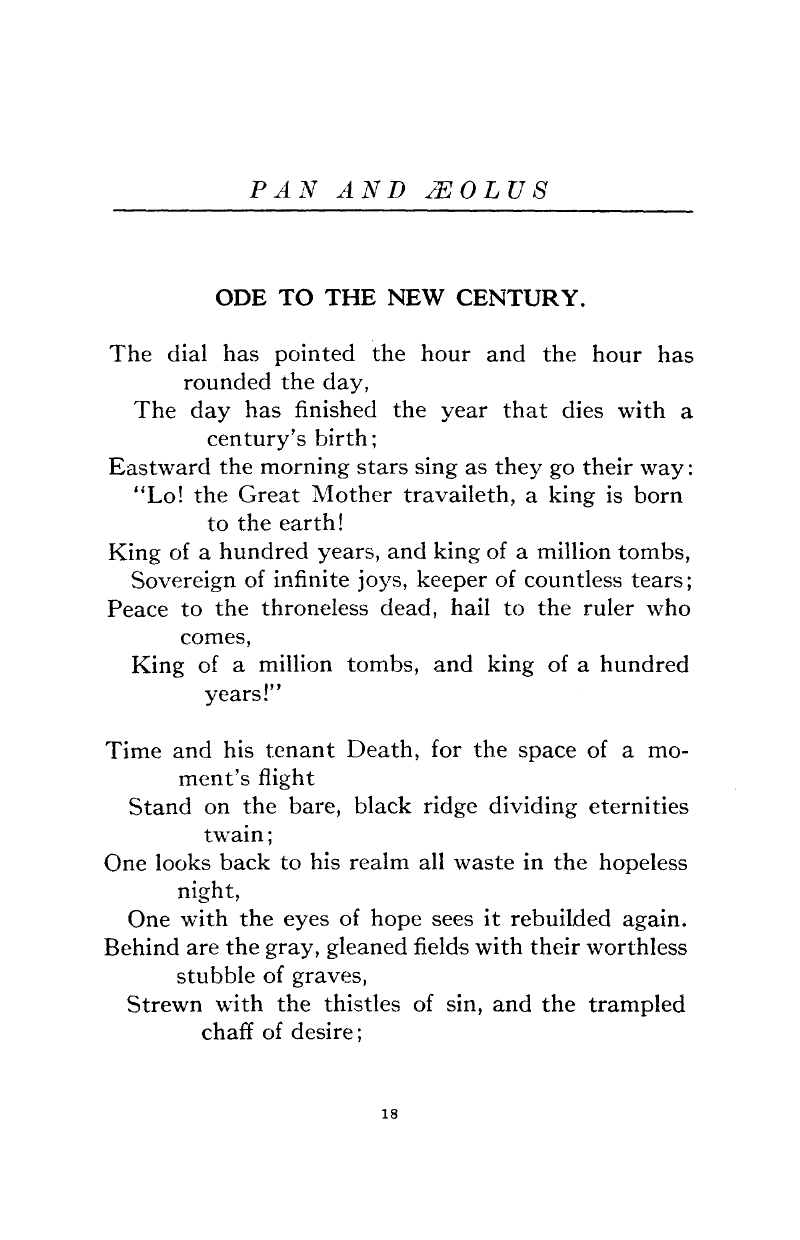 PAN AND ÆOLUS
ODE TO THE NEW CENTURY.
The dial has pointed the hour and the hour has
rounded the day,
The day has finished the year that dies with a
century's birth;
Eastward the morning stars sing as they go their way:
"Lo! the Great Mother travaileth, a king is born
to the earth!
King of a hundred years, and king of a million tombs,
Sovereign of infinite joys, keeper of countless tears;
Peace to the throneless dead, hail to the ruler who
comes,
King of a million tombs, and king of a hundred
years!"
Time and his tenant Death, for the space of a mo-
ment's flight
Stand on the bare, black ridge dividing eternities
twain;
One looks back to his realm all waste in the hopeless
night,
One with the eyes of hope sees it rebuilded again.
Behind are the gray, gleaned fields with their worthless
stubble of graves,
Strewn with the thistles of sin, and the trampled
chaff of desire;
18